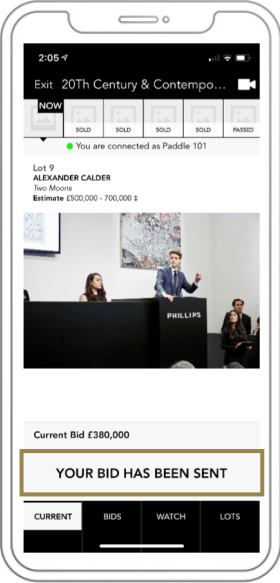 2:05
Exit 20Th Century & Contempo...
NOW
SOLD SOLD SOLD SOLD PASSED
You are connected as Paddle 101
Lot 9
ALEXANDER CALDER
Two Moons
Estimate £500,000 - 700,000 ‡
PHILLIPS
Current Bid £380,000
YOUR BID HAS BEEN SENT
CURRENT BIDS WATCH LOTS